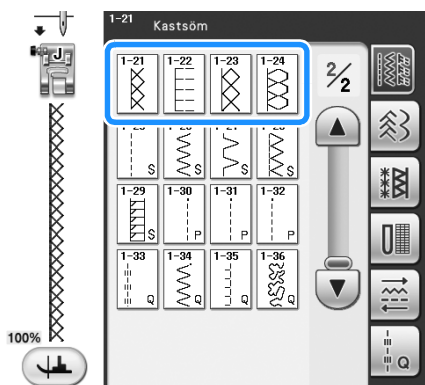 1-21 Kastsöm
J
1-21 1-22 1-23 1-24
2/2
S S S S
1-29 1-30 1-31 1-32
S P P P
1-33 1-34 1-35 1-36
Q Q Q Q
100%
Q